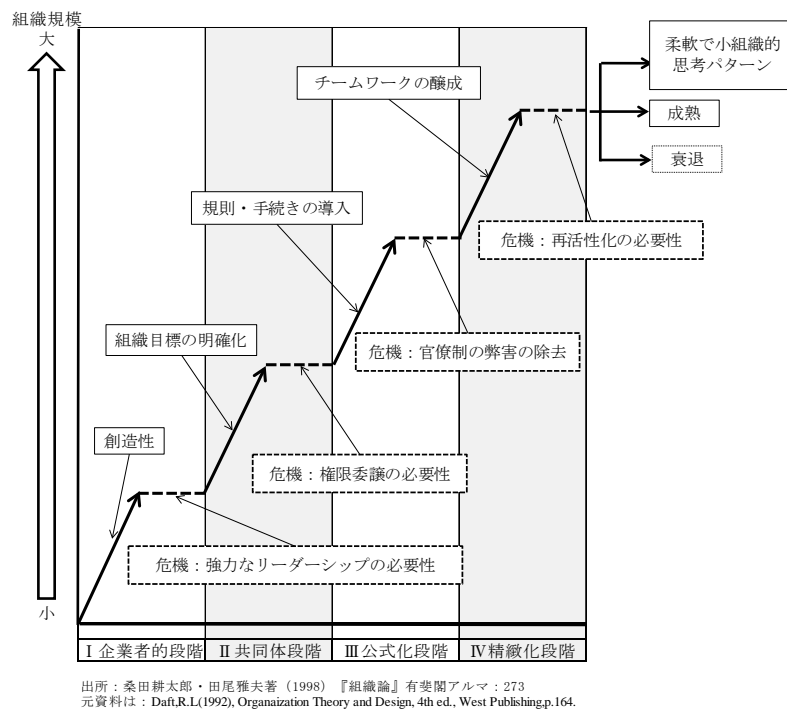 組織規模
大
柔軟で小組織的
思考パターン
チームワークの醸成
成熟
衰退
規則・手続きの導入
危機：再活性化の必要性
組織目標の明確化
危機：官僚制の弊害の除去
創造性
危機：権限委譲の必要性
危機：強力なリーダーシップの必要性
小
Ⅰ企業者的段階
Ⅱ共同体段階
Ⅲ公式化段階
Ⅳ精緻化段階
出所：桑田耕太郎・田尾雅夫著（1998）『組織論』有斐閣アルマ：273
元資料は：Daft,R.L(1992), Organaization Theory and Design, 4th ed., West Publishing,p.164.